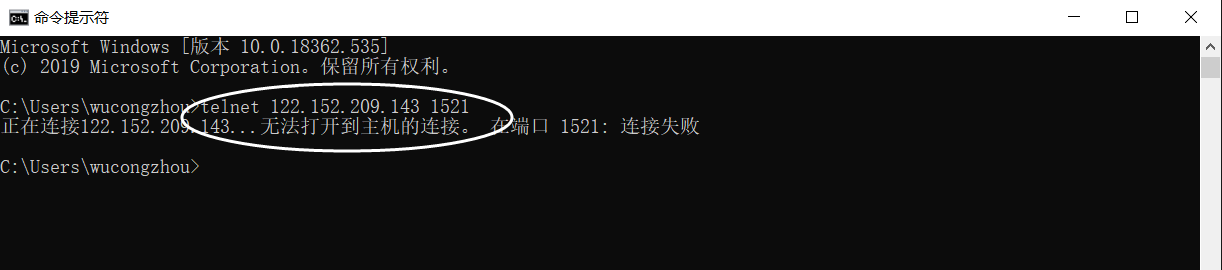 命令提示符
Microsoft Windows [版本 10.0.18362.535]
(c) 2019 Microsoft Corporation。保留所有权利。
C:\Users\wucongzhou>telnet 122.152.209.143 1521
正在连接122.152.209.143...无法打开到主机的连接。 在端口 1521: 连接失败
C:\Users\wucongzhou>